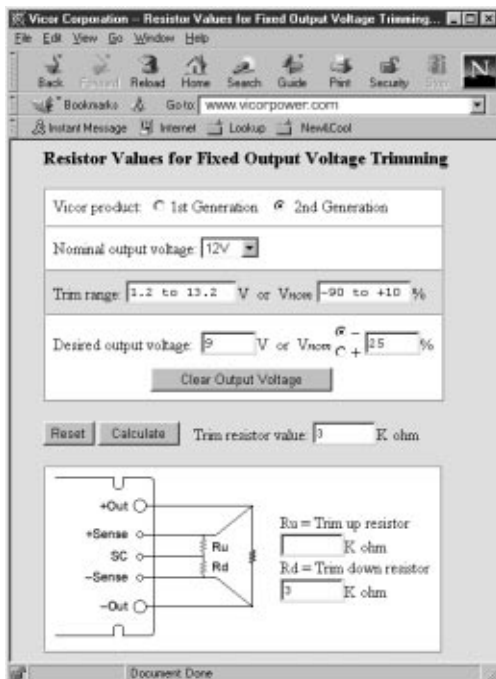 Vicor Corporation -- Resistor Values for Fixed Output Voltage Trimming...
File Edit View Go Window Help
Back Forward Reload Home Search Guide Print Security Stop N
Bookmarks Go to: www.vicorpower.com
Instant Message Internet Lookup New&Cool
Resistor Values for Fixed Output Voltage Trimming
Vicor product: 1st Generation 2nd Generation
Nominal output voltage: 12V
Trim range: 1.2 to 13.2 V or VNOM -90 to +10 %
Desired output voltage: 9 V or VNOM - + 25 %
Clear Output Voltage
Reset Calculate Trim resistor value: 3 K ohm
+Out
+Sense
SC
-Sense
-Out
Ru
Rd
Ru = Trim up resistor
K ohm
Rd = Trim down resistor
3 K ohm
Document Done